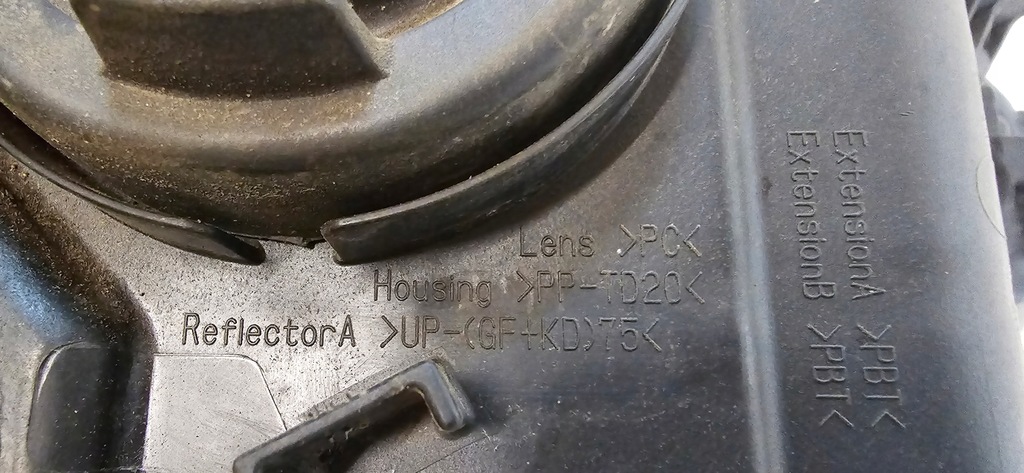 Lens >PC<
Housing >PP-TD20<
ReflectorA >UP-(GF+KD)75<
ExtensionA >PBT<
ExtensionB >PBT<